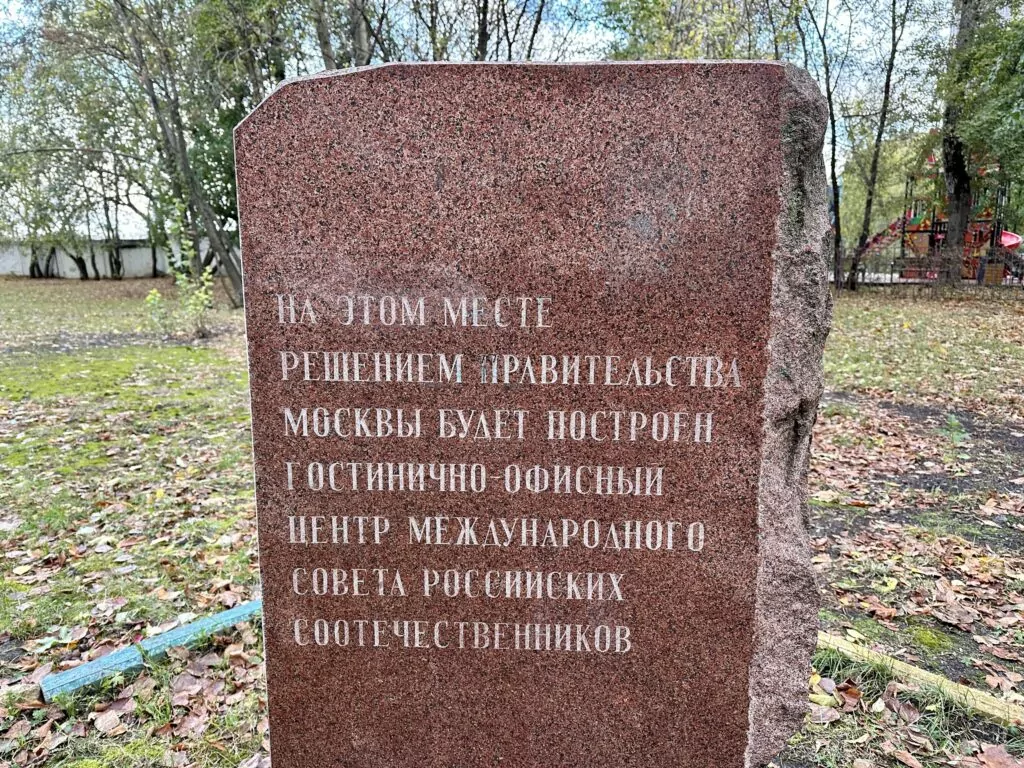 НА ЭТОМ МЕСТЕ
РЕШЕНИЕМ ПРАВИТЕЛЬСТВА
МОСКВЫ БУДЕТ ПОСТРОЕН
ГОСТИНИЧНО-ОФИСНЫЙ
ЦЕНТР МЕЖДУНАРОДНОГО
СОВЕТА РОССИЙСКИХ
СООТЕЧЕСТВЕННИКОВ